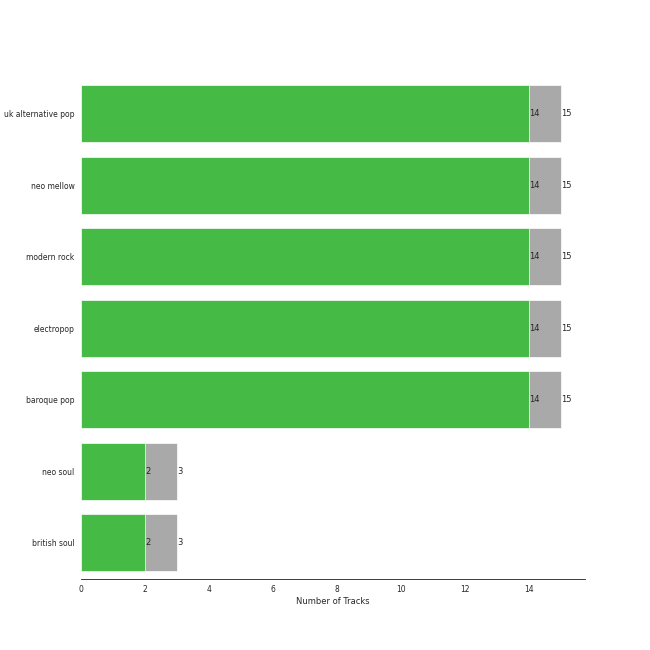 uk alternative pop 14 15
neo mellow 14 15
modern rock 14 15
electropop 14 15
baroque pop 14 15
neo soul 2 3
british soul 2 3
0 2 4 6 8 10 12 14
Number of Tracks